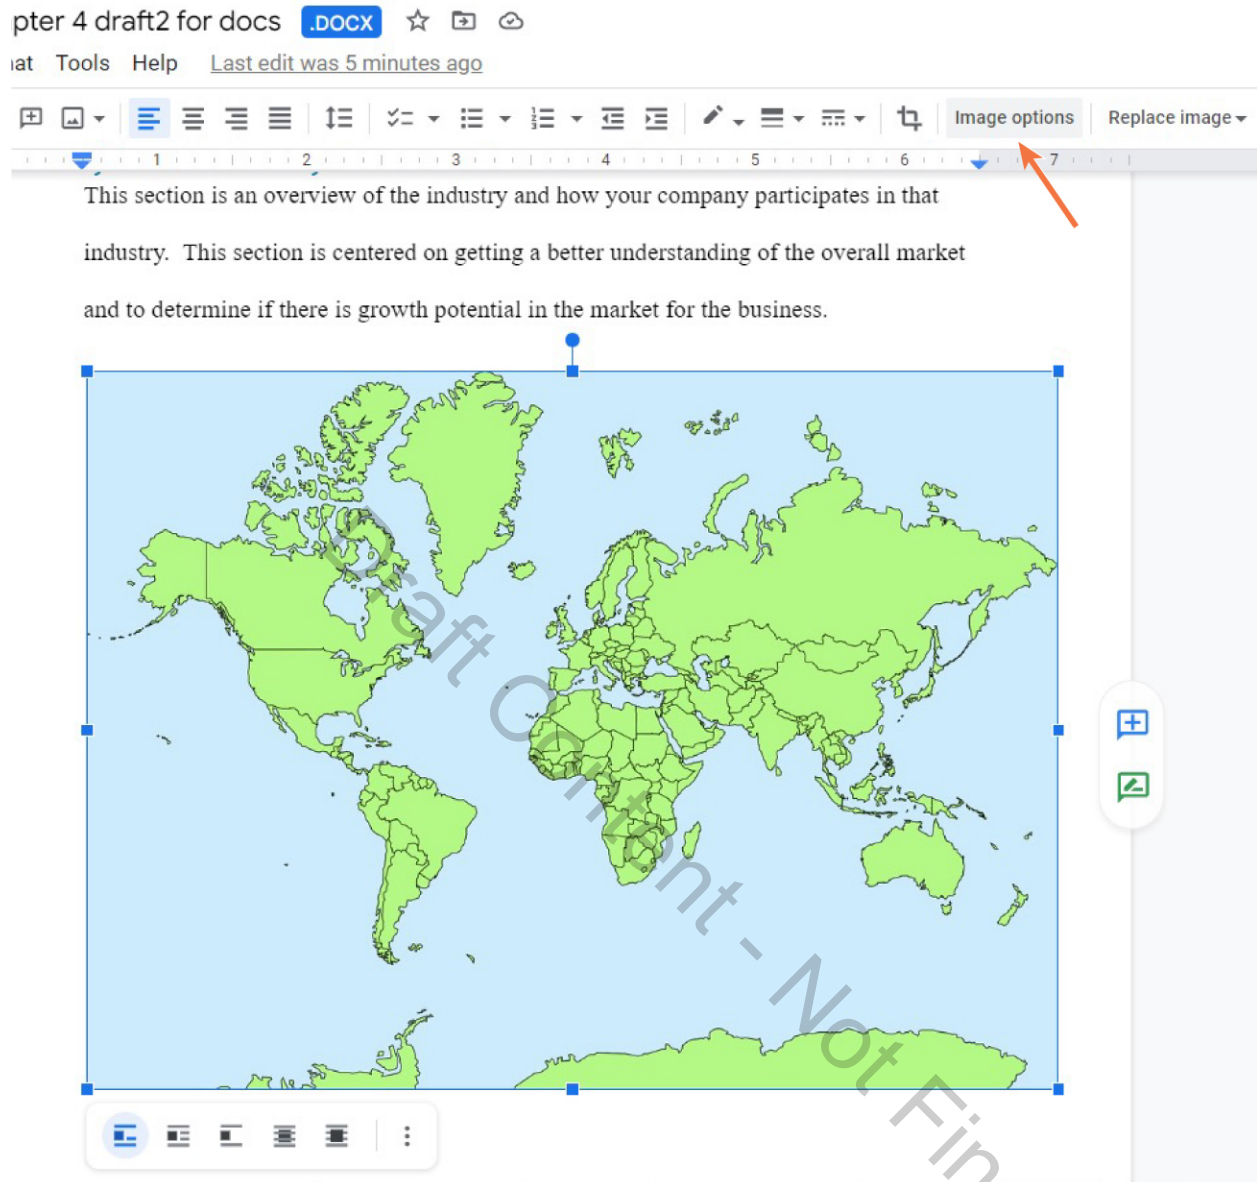 pter 4 draft2 for docs .DOCX
nat Tools Help Last edit was 5 minutes ago
Image options Replace image
1 2 3 4 5 6 7
This section is an overview of the industry and how your company participates in that
industry. This section is centered on getting a better understanding of the overall market
and to determine if there is growth potential in the market for the business.
Draft Content - Not Fin